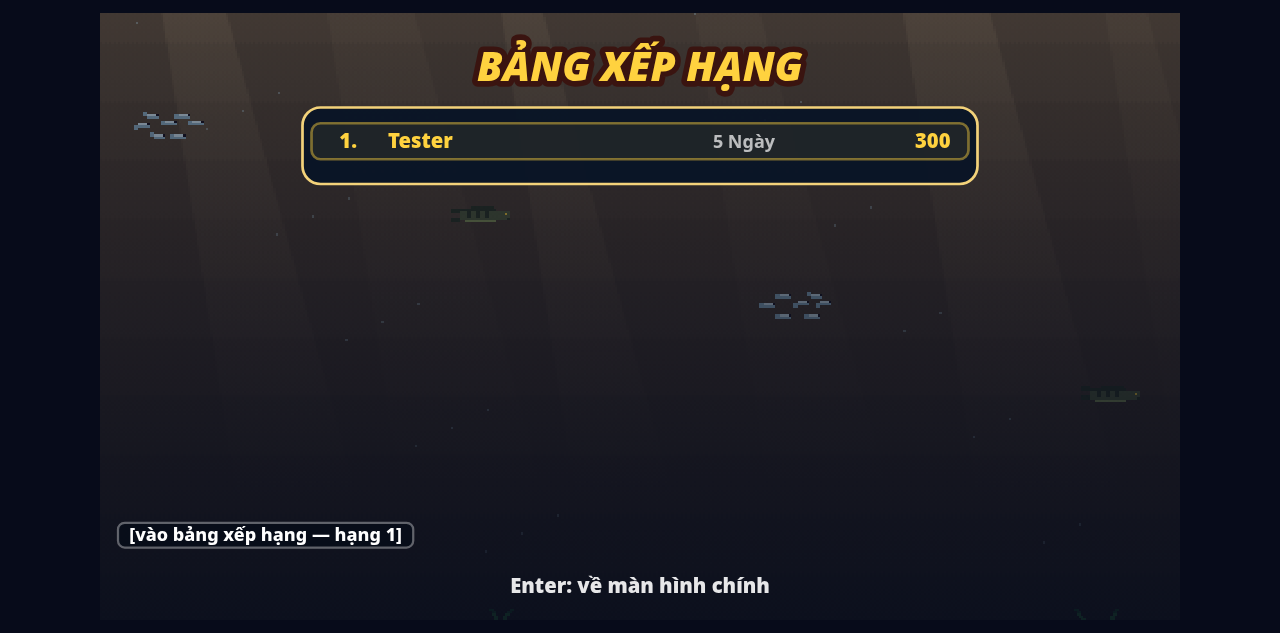 BẢNG XẾP HẠNG
1. Tester 5 Ngày 300
[vào bảng xếp hạng — hạng 1]
Enter: về màn hình chính